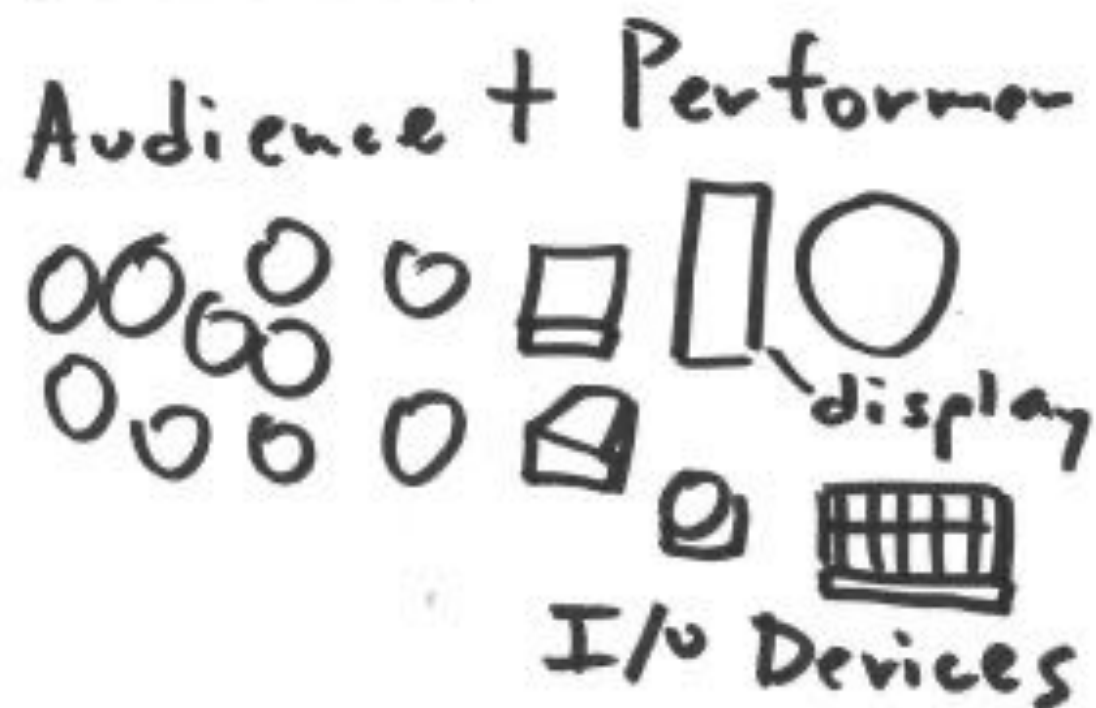 Audience + Performer
display
I/O Devices